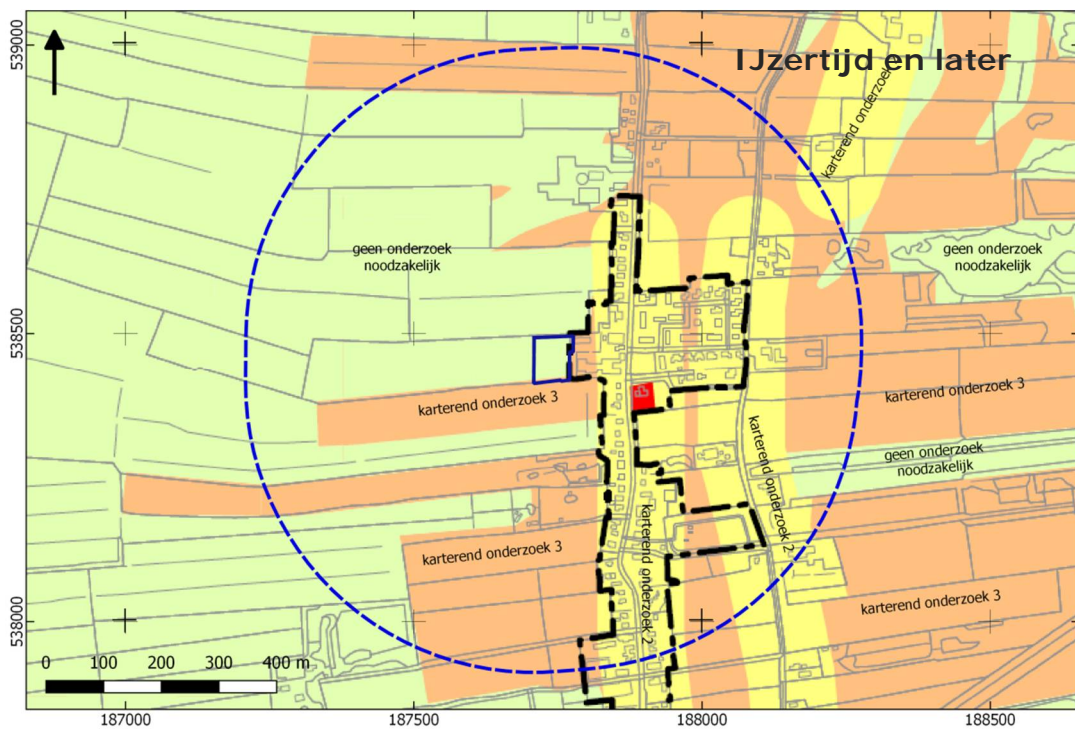 IJzertijd en later
539000
karterend onderzoek
geen onderzoek
noodzakelijk
geen onderzoek
noodzakelijk
538500
karterend onderzoek 3
karterend onderzoek 3
geen onderzoek
noodzakelijk
karterend onderzoek 2
karterend onderzoek 3
karterend onderzoek 2
karterend onderzoek 3
538000
0 100 200 300 400 m
187000 187500 188000 188500